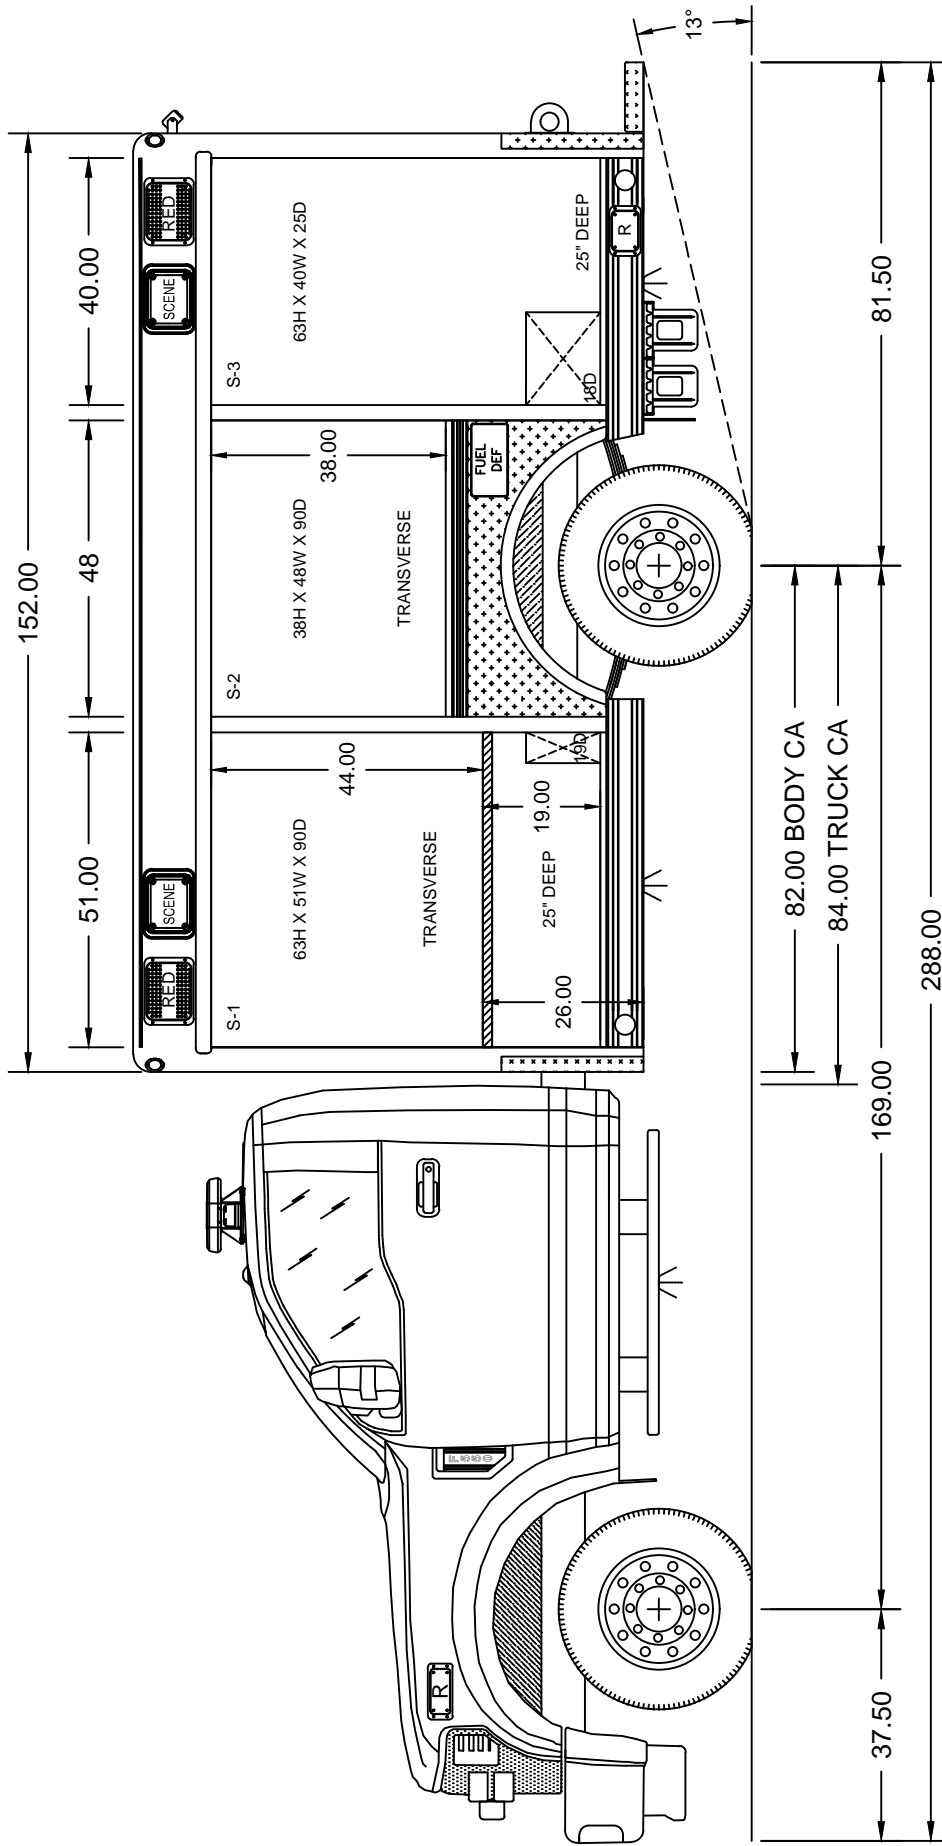 152.00
51.00
48
40.00
RED
SCENE
SCENE
RED
S-1
S-2
S-3
63H X 51W X 90D
38H X 48W X 90D
63H X 40W X 25D
44.00
38.00
TRANSVERSE
TRANSVERSE
FUEL
DEF
19.00
19D
18D
25" DEEP
25" DEEP
26.00
R
R
F550
13°
82.00 BODY CA
84.00 TRUCK CA
37.50
169.00
81.50
288.00